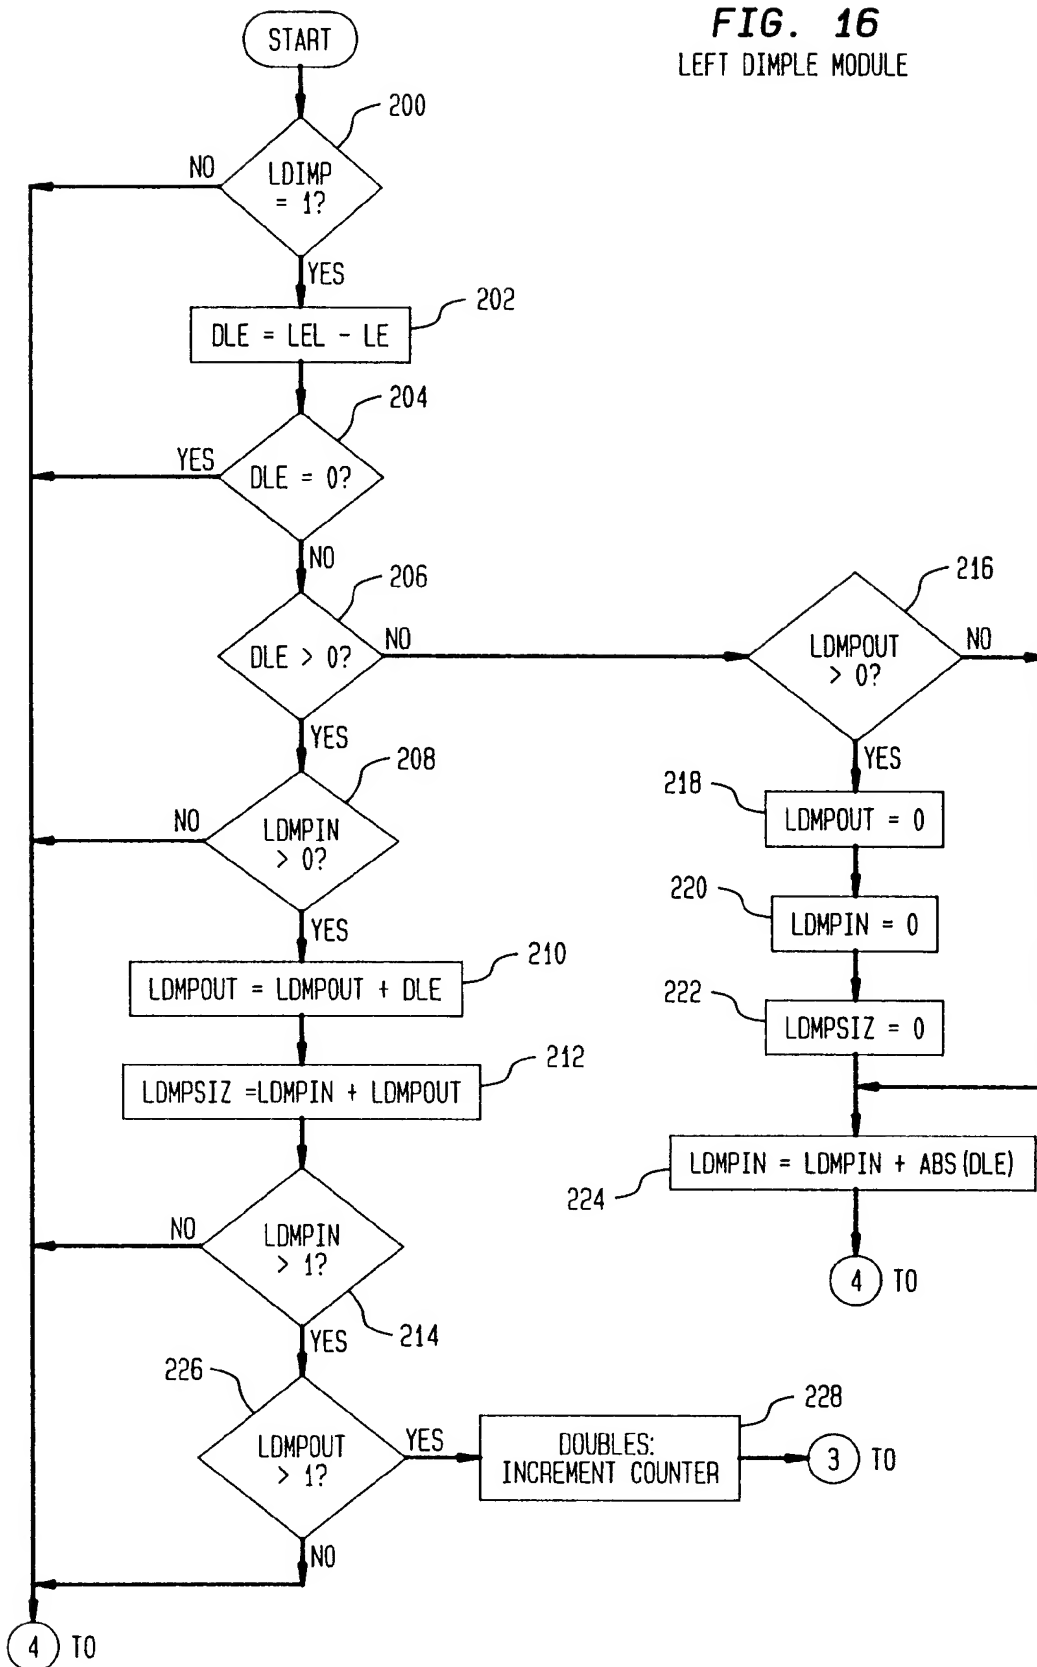 FIG. 16
LEFT DIMPLE MODULE
START
200
LDIMP
= 1?
NO
YES
202
DLE = LEL - LE
204
DLE = 0?
YES
NO
206
DLE > 0?
NO
YES
216
LDMPOUT
> 0?
NO
YES
208
LDMPIN
> 0?
NO
YES
218
LDMPOUT = 0
220
LDMPIN = 0
222
LDMPSIZ = 0
210
LDMPOUT = LDMPOUT + DLE
212
LDMPSIZ =LDMPIN + LDMPOUT
224
LDMPIN = LDMPIN + ABS(DLE)
4 TO
LDMPIN
> 1?
NO
YES
214
226
LDMPOUT
> 1?
YES
NO
228
DOUBLES:
INCREMENT COUNTER
3 TO
4 TO